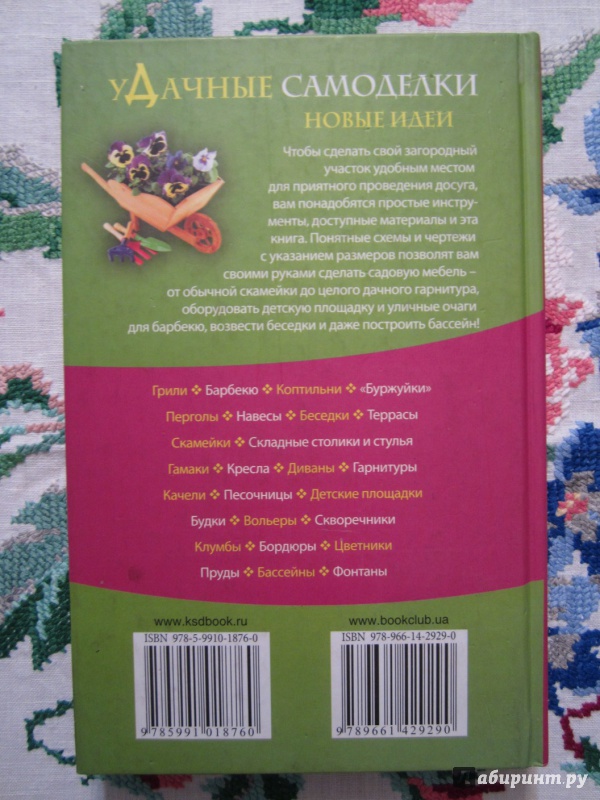 уДачные самоделки
новые идеи
Чтобы сделать свой загородный
участок удобным местом
для приятного проведения досуга,
вам понадобятся простые инстру-
менты, доступные материалы и эта
книга. Понятные схемы и чертежи
с указанием размеров позволят вам
своими руками сделать садовую мебель –
от обычной скамейки до целого дачного гарнитура,
оборудовать детскую площадку и уличные очаги
для барбекю, возвести беседки и даже построить бассейн!
Грили ❖ Барбекю ❖ Коптильни ❖ «Буржуйки»
Перголы ❖ Навесы ❖ Беседки ❖ Террасы
Скамейки ❖ Складные столики и стулья
Гамаки ❖ Кресла ❖ Диваны ❖ Гарнитуры
Качели ❖ Песочницы ❖ Детские площадки
Будки ❖ Вольеры ❖ Скворечники
Клумбы ❖ Бордюры ❖ Цветники
Пруды ❖ Бассейны ❖ Фонтаны
www.ksdbook.ru
ISBN 978-5-9910-1876-0
9 785991 018760
www.bookclub.ua
ISBN 978-966-14-2929-0
9 789661 429290
Лабиринт.ру